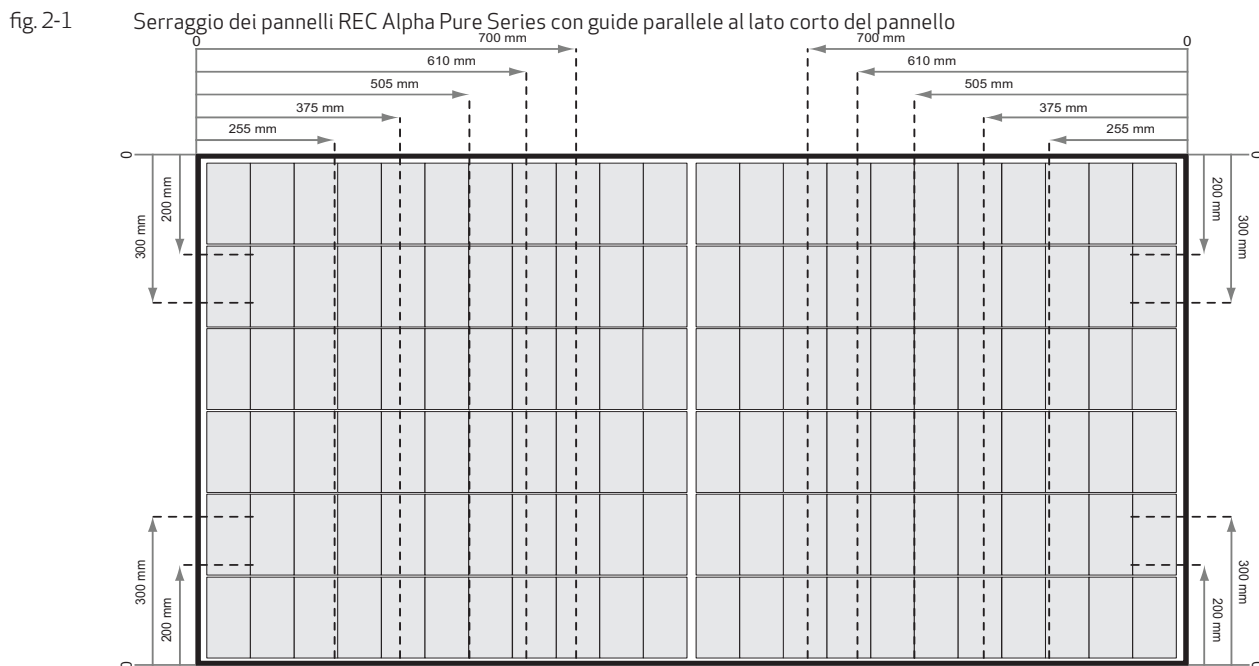 fig. 2-1 Serraggio dei pannelli REC Alpha Pure Series con guide parallele al lato corto del pannello
0 700 mm 700 mm 0
610 mm 610 mm
505 mm 505 mm
375 mm 375 mm
255 mm 255 mm
0 0
200 mm 200 mm
300 mm 300 mm
300 mm 300 mm
200 mm 200 mm
0 0